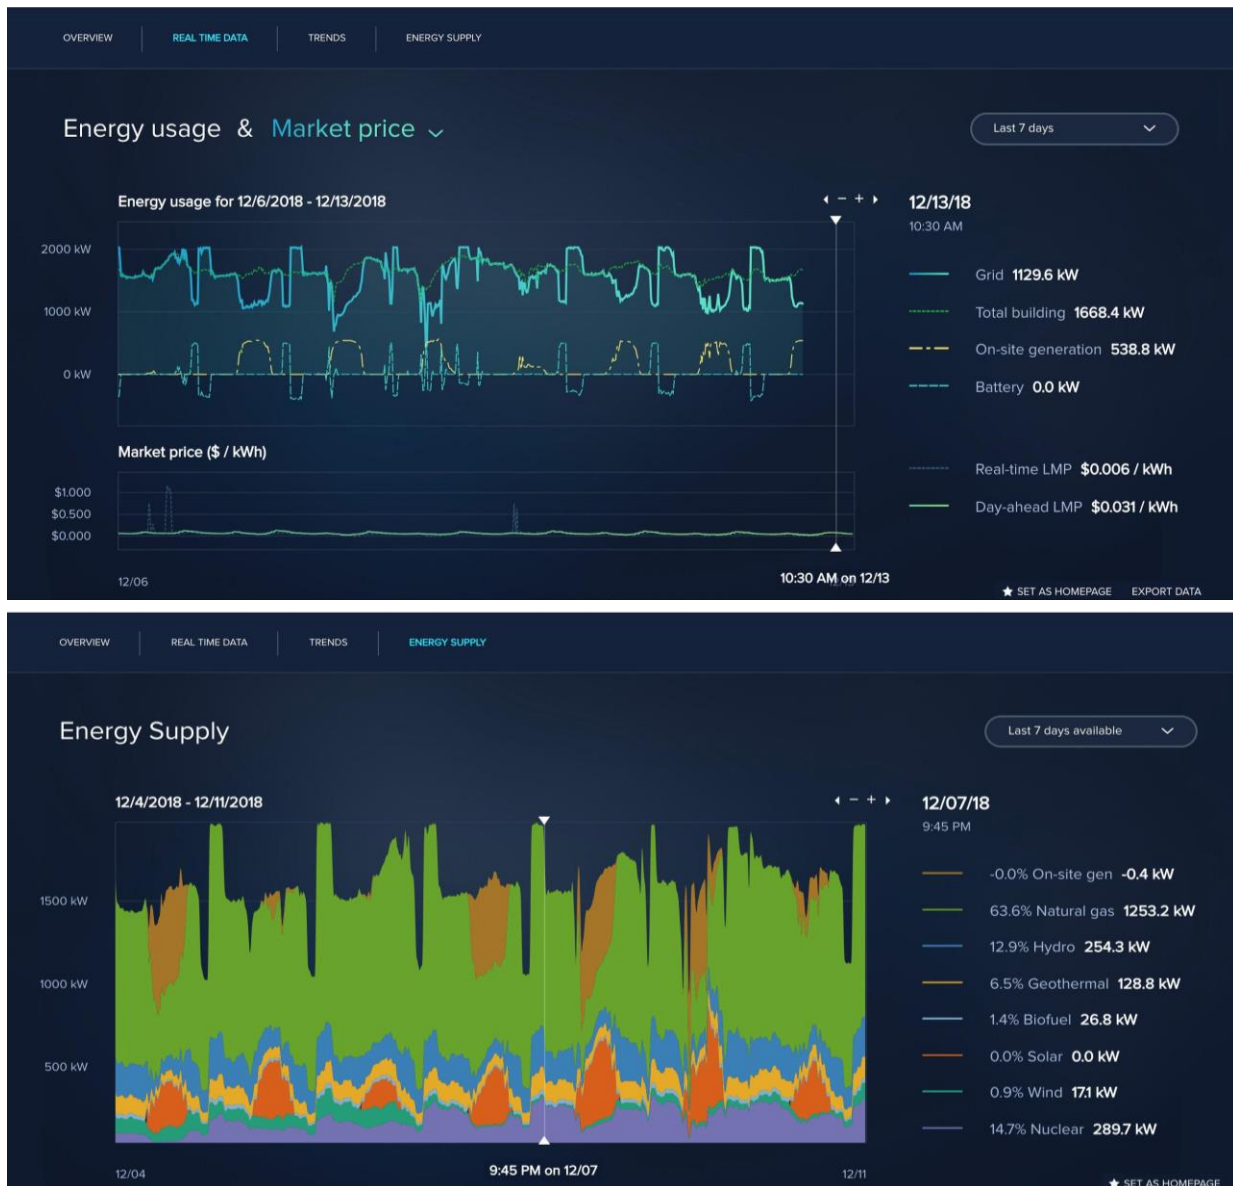 OVERVIEW REAL TIME DATA TRENDS ENERGY SUPPLY
Energy usage & Market price
Last 7 days
Energy usage for 12/6/2018 - 12/13/2018
12/13/18
10:30 AM
2000 kW
1000 kW
0 kW
Grid 1129.6 kW
Total building 1668.4 kW
On-site generation 538.8 kW
Battery 0.0 kW
Market price ($ / kWh)
$1.000
$0.500
$0.000
Real-time LMP $0.006 / kWh
Day-ahead LMP $0.031 / kWh
12/06
10:30 AM on 12/13
SET AS HOMEPAGE EXPORT DATA
OVERVIEW REAL TIME DATA TRENDS ENERGY SUPPLY
Energy Supply
Last 7 days available
12/4/2018 - 12/11/2018
12/07/18
9:45 PM
1500 kW
1000 kW
500 kW
-0.0% On-site gen -0.4 kW
63.6% Natural gas 1253.2 kW
12.9% Hydro 254.3 kW
6.5% Geothermal 128.8 kW
1.4% Biofuel 26.8 kW
0.0% Solar 0.0 kW
0.9% Wind 17.1 kW
14.7% Nuclear 289.7 kW
12/04
9:45 PM on 12/07
12/11
SET AS HOMEPAGE